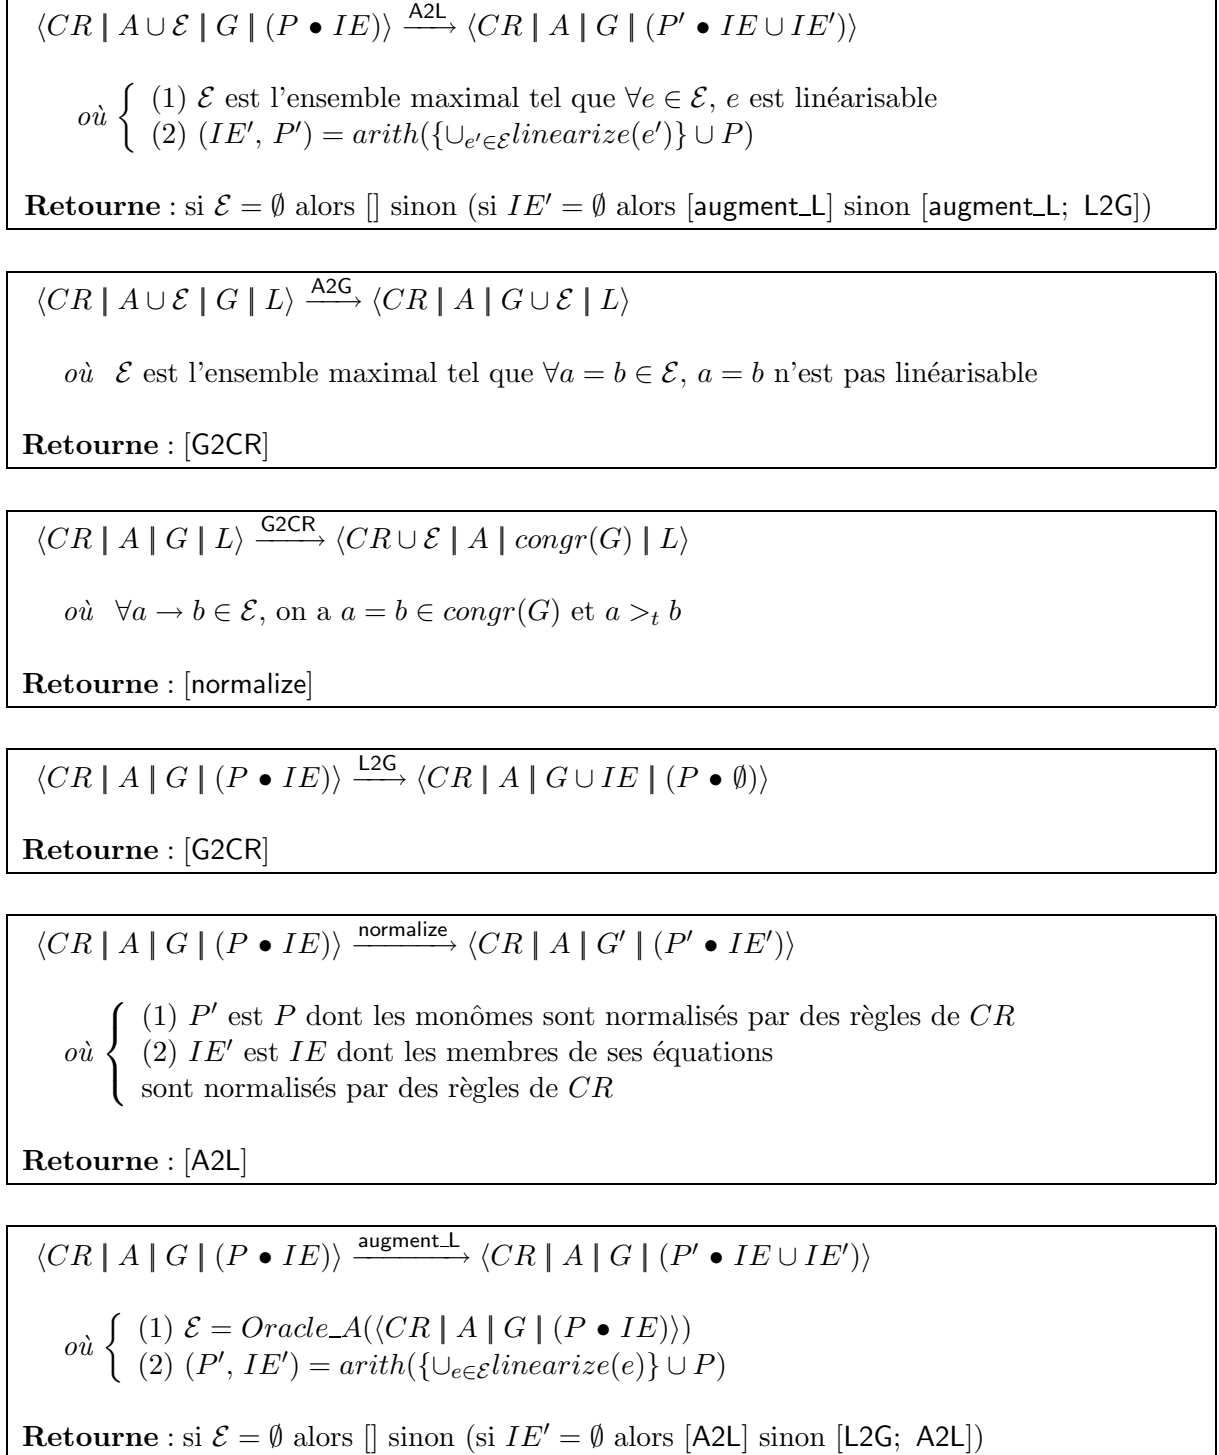 ⟨CR | A ∪ ℰ | G | (P • IE)⟩ —A2L→ ⟨CR | A | G | (P′ • IE ∪ IE′)⟩
où { (1) ℰ est l'ensemble maximal tel que ∀e ∈ ℰ, e est linéarisable
(2) (IE′, P′) = arith({∪e′∈ℰ linearize(e′)} ∪ P)
Retourne : si ℰ = ∅ alors [] sinon (si IE′ = ∅ alors [augment_L] sinon [augment_L; L2G])
⟨CR | A ∪ ℰ | G | L⟩ —A2G→ ⟨CR | A | G ∪ ℰ | L⟩
où ℰ est l'ensemble maximal tel que ∀a = b ∈ ℰ, a = b n'est pas linéarisable
Retourne : [G2CR]
⟨CR | A | G | L⟩ —G2CR→ ⟨CR ∪ ℰ | A | congr(G) | L⟩
où ∀a → b ∈ ℰ, on a a = b ∈ congr(G) et a >t b
Retourne : [normalize]
⟨CR | A | G | (P • IE)⟩ —L2G→ ⟨CR | A | G ∪ IE | (P • ∅)⟩
Retourne : [G2CR]
⟨CR | A | G | (P • IE)⟩ —normalize→ ⟨CR | A | G′ | (P′ • IE′)⟩
où { (1) P′ est P dont les monômes sont normalisés par des règles de CR
(2) IE′ est IE dont les membres de ses équations
sont normalisés par des règles de CR
Retourne : [A2L]
⟨CR | A | G | (P • IE)⟩ —augment_L→ ⟨CR | A | G | (P′ • IE ∪ IE′)⟩
où { (1) ℰ = Oracle_A(⟨CR | A | G | (P • IE)⟩)
(2) (P′, IE′) = arith({∪e∈ℰ linearize(e)} ∪ P)
Retourne : si ℰ = ∅ alors [] sinon (si IE′ = ∅ alors [A2L] sinon [L2G; A2L])